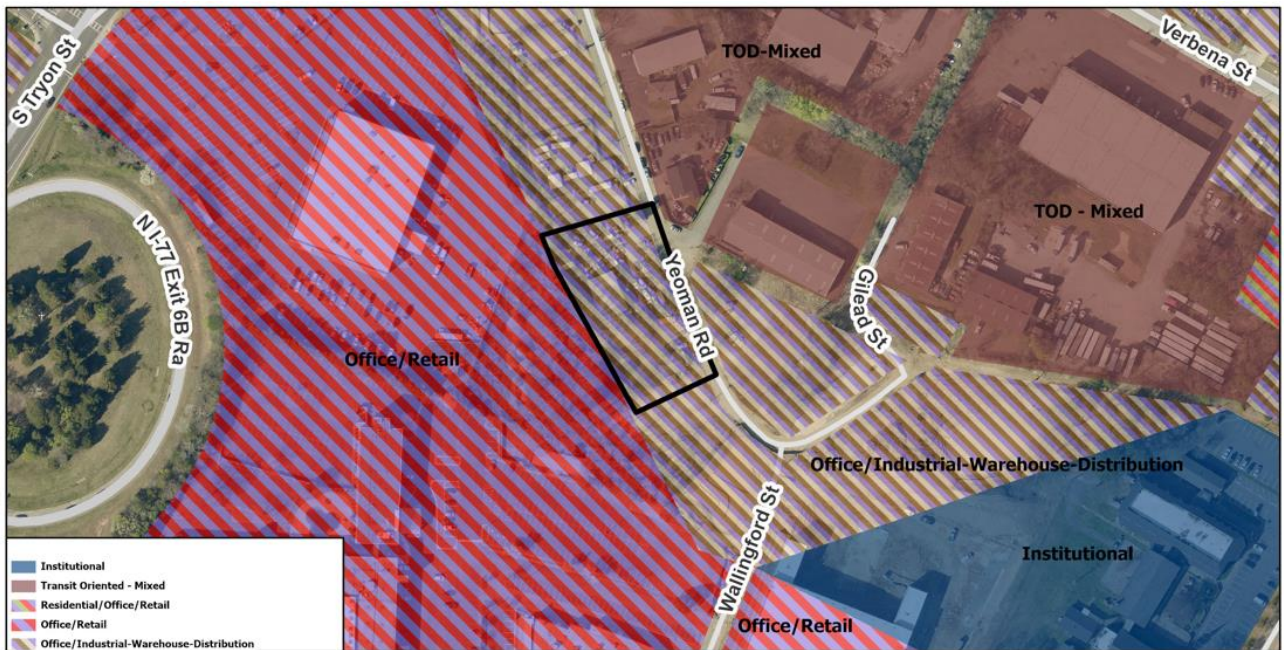 S Tryon St
Verbena St
TOD-Mixed
TOD - Mixed
N I-77 Exit 6B Ra
Yeoman Rd
Gilead St
Office/Retail
Office/Industrial-Warehouse-Distribution
Wallingford St
Institutional
Office/Retail
Institutional
Transit Oriented - Mixed
Residential/Office/Retail
Office/Retail
Office/Industrial-Warehouse-Distribution